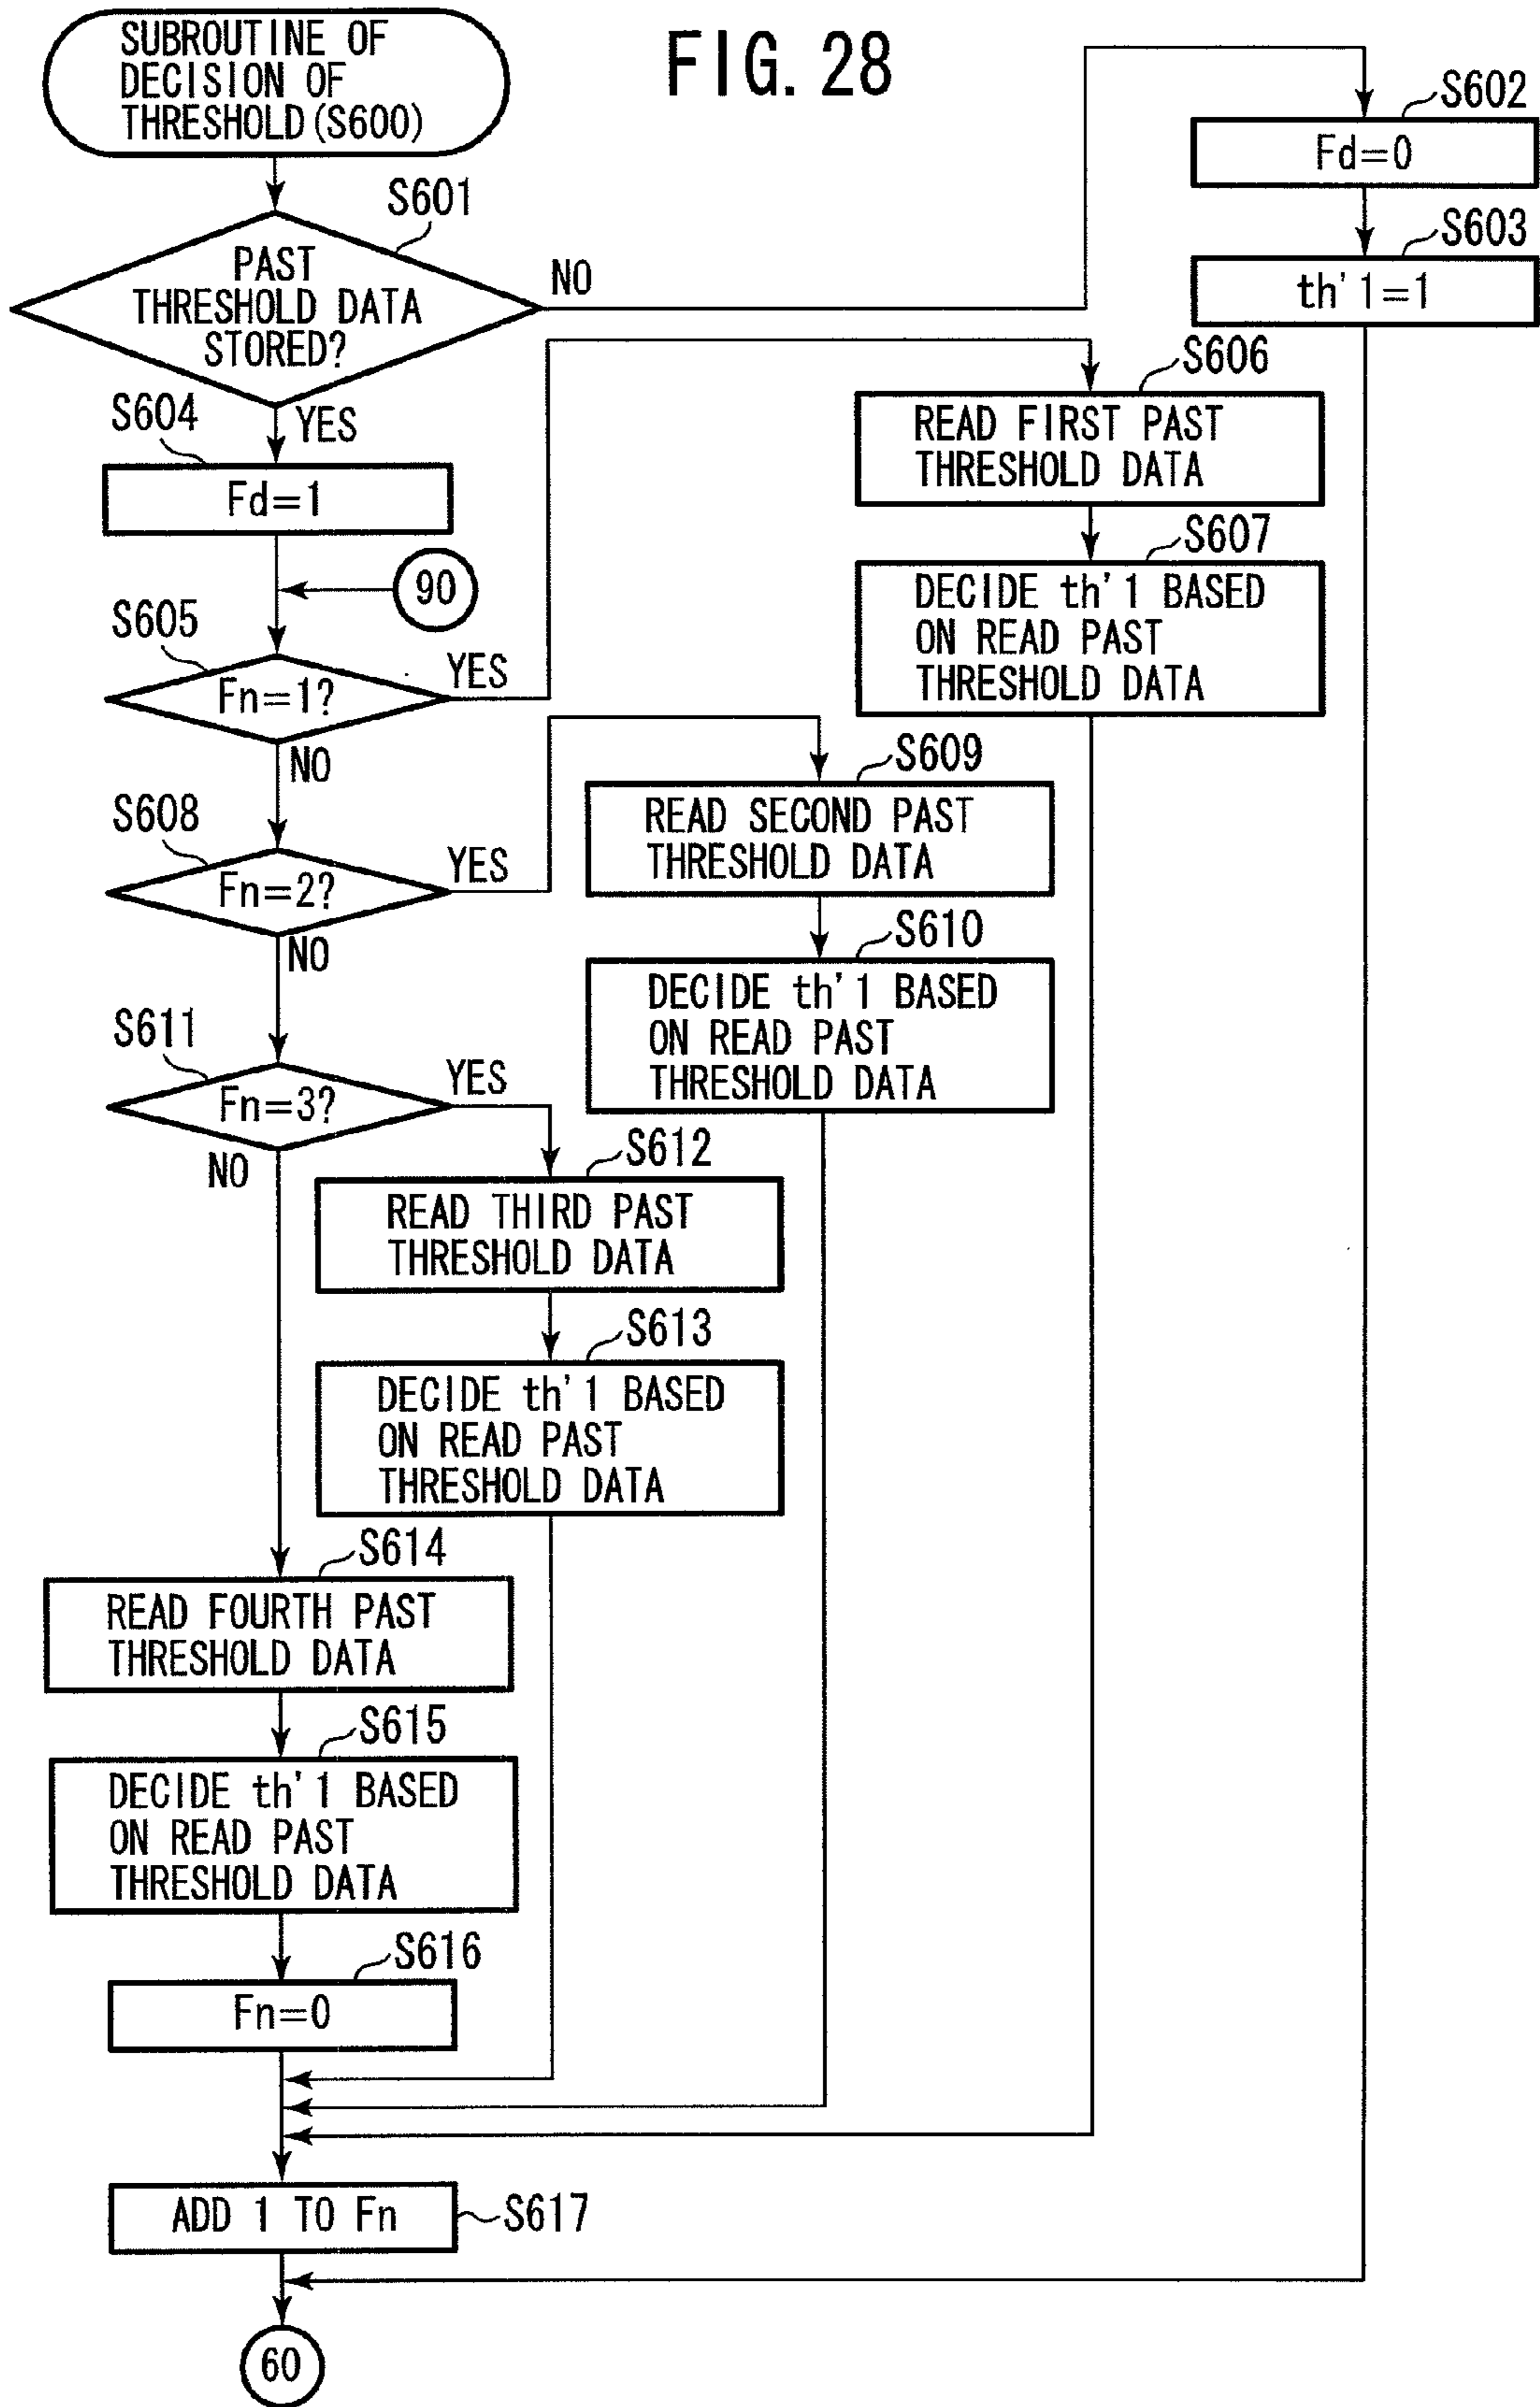 FIG. 28
SUBROUTINE OF
DECISION OF
THRESHOLD (S600)
S601
PAST
THRESHOLD DATA
STORED?
NO
YES
S602
Fd=0
S603
th'1=1
S604
Fd=1
90
S605
Fn=1?
YES
NO
S606
READ FIRST PAST
THRESHOLD DATA
S607
DECIDE th'1 BASED
ON READ PAST
THRESHOLD DATA
S608
Fn=2?
YES
NO
S609
READ SECOND PAST
THRESHOLD DATA
S610
DECIDE th'1 BASED
ON READ PAST
THRESHOLD DATA
S611
Fn=3?
YES
NO
S612
READ THIRD PAST
THRESHOLD DATA
S613
DECIDE th'1 BASED
ON READ PAST
THRESHOLD DATA
S614
READ FOURTH PAST
THRESHOLD DATA
S615
DECIDE th'1 BASED
ON READ PAST
THRESHOLD DATA
S616
Fn=0
ADD 1 TO Fn
S617
60